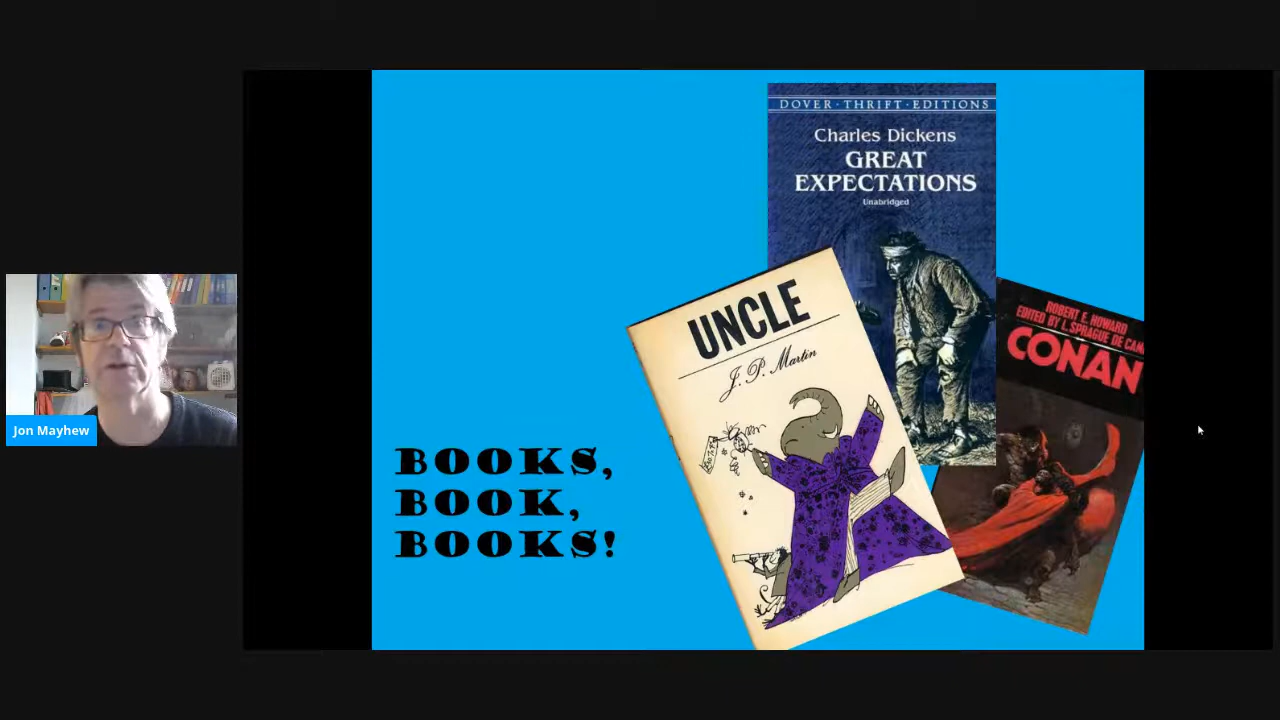 Jon Mayhew
BOOKS,
BOOK,
BOOKS!
DOVER · THRIFT · EDITIONS
Charles Dickens
GREAT
EXPECTATIONS
Unabridged
UNCLE
J. P. Martin
ROBERT E. HOWARD
EDITED BY L. SPRAGUE DE CAM
CONAN